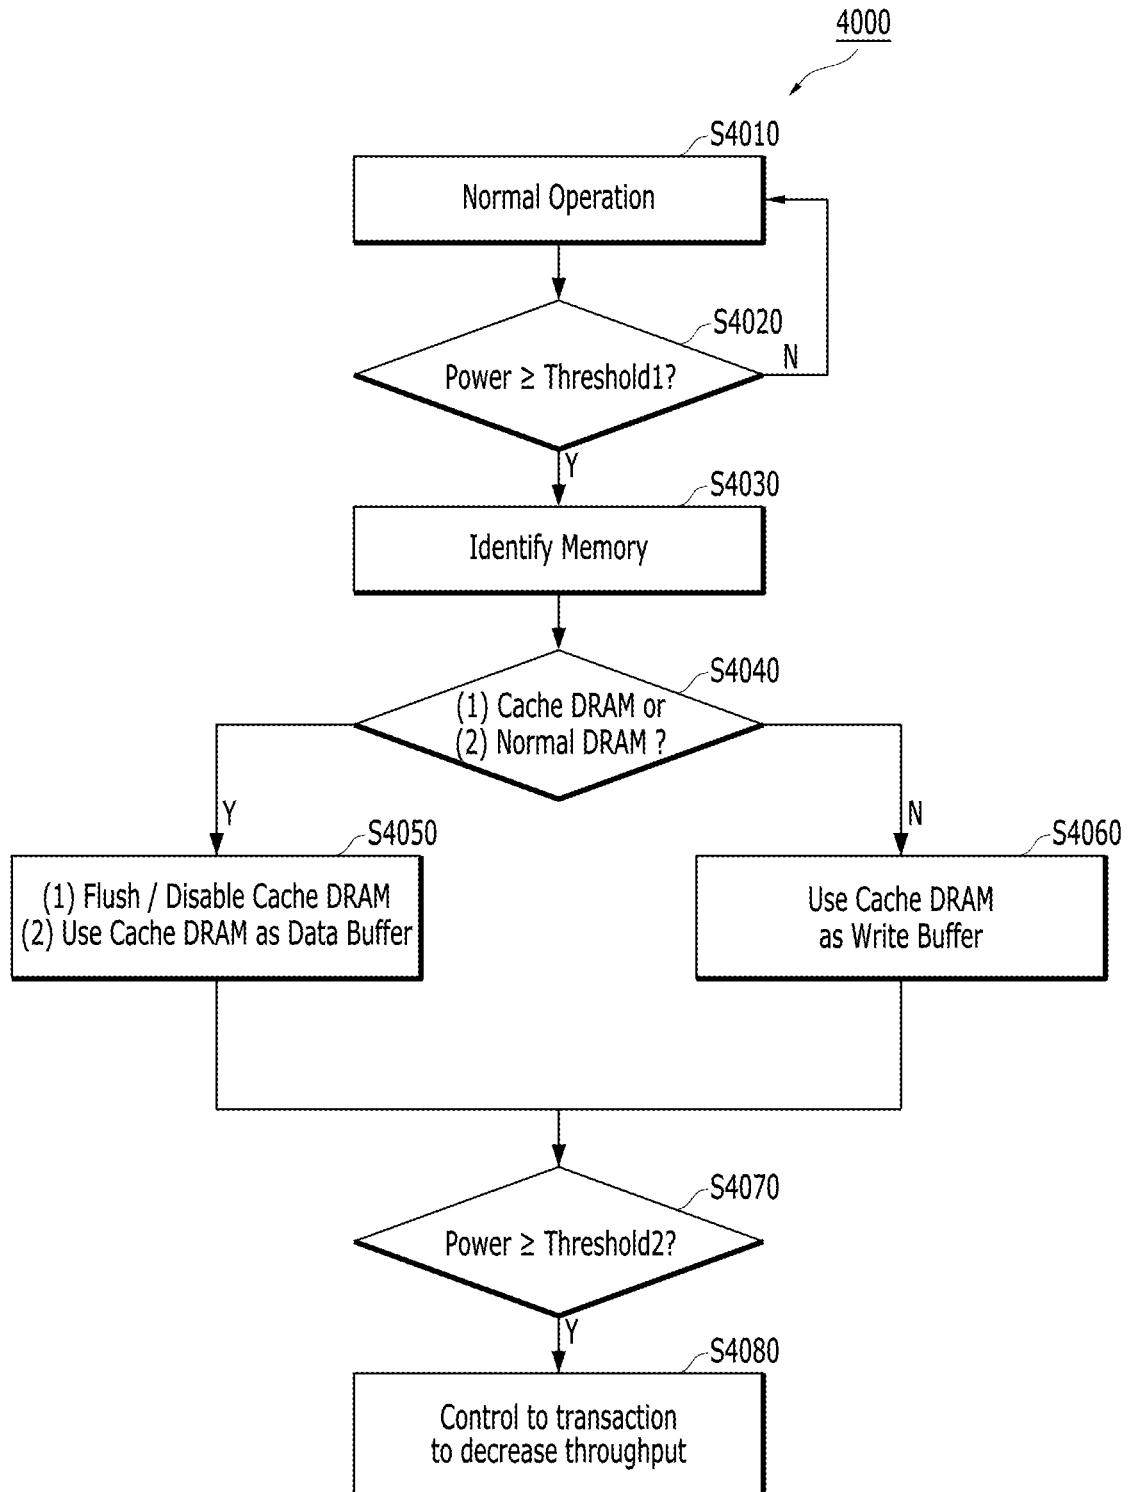 4000
S4010
Normal Operation
S4020
Power ≥ Threshold1?
N
Y
S4030
Identify Memory
S4040
(1) Cache DRAM or
(2) Normal DRAM ?
Y
N
S4050
(1) Flush / Disable Cache DRAM
(2) Use Cache DRAM as Data Buffer
S4060
Use Cache DRAM
as Write Buffer
S4070
Power ≥ Threshold2?
Y
S4080
Control to transaction
to decrease throughput